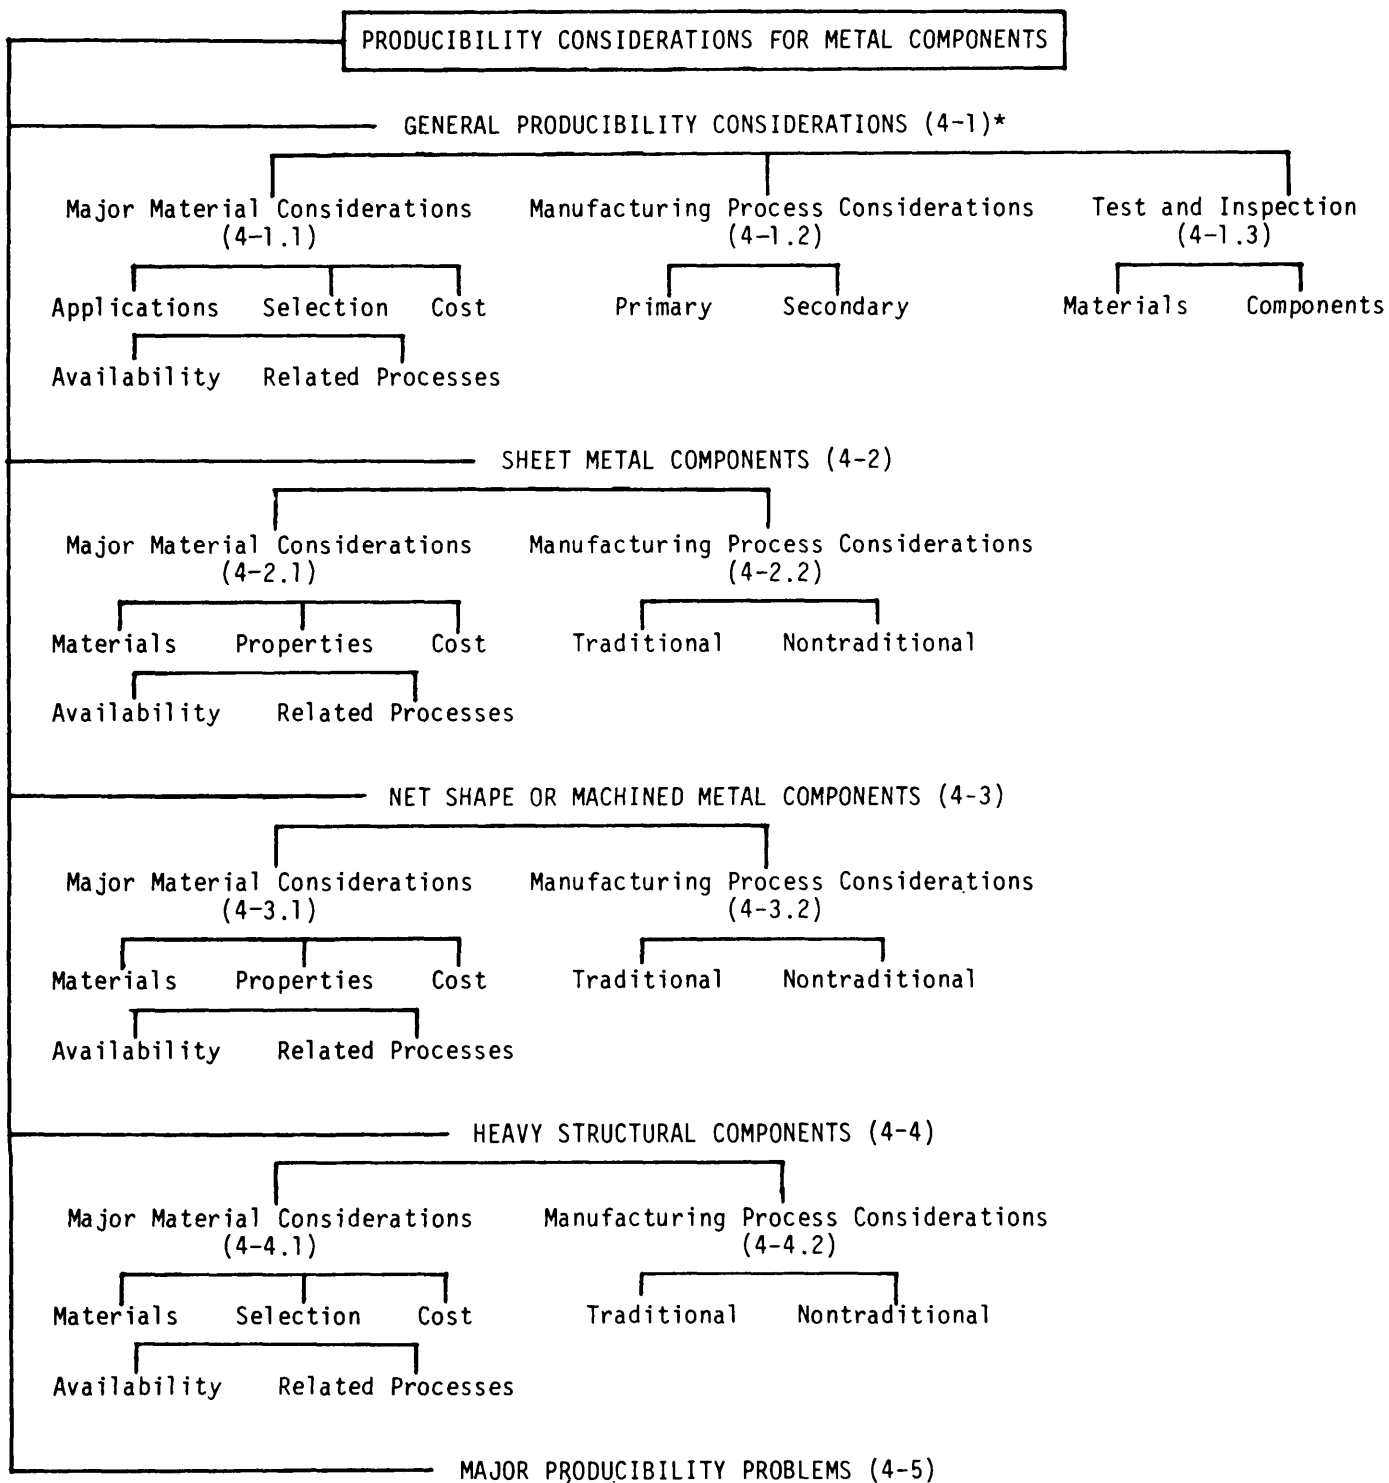 PRODUCIBILITY CONSIDERATIONS FOR METAL COMPONENTS
GENERAL PRODUCIBILITY CONSIDERATIONS (4-1)*
Major Material Considerations Manufacturing Process Considerations Test and Inspection
(4-1.1) (4-1.2) (4-1.3)
Applications Selection Cost Primary Secondary Materials Components
Availability Related Processes
SHEET METAL COMPONENTS (4-2)
Major Material Considerations Manufacturing Process Considerations
(4-2.1) (4-2.2)
Materials Properties Cost Traditional Nontraditional
Availability Related Processes
NET SHAPE OR MACHINED METAL COMPONENTS (4-3)
Major Material Considerations Manufacturing Process Considerations
(4-3.1) (4-3.2)
Materials Properties Cost Traditional Nontraditional
Availability Related Processes
HEAVY STRUCTURAL COMPONENTS (4-4)
Major Material Considerations Manufacturing Process Considerations
(4-4.1) (4-4.2)
Materials Selection Cost Traditional Nontraditional
Availability Related Processes
MAJOR PRODUCIBILITY PROBLEMS (4-5)